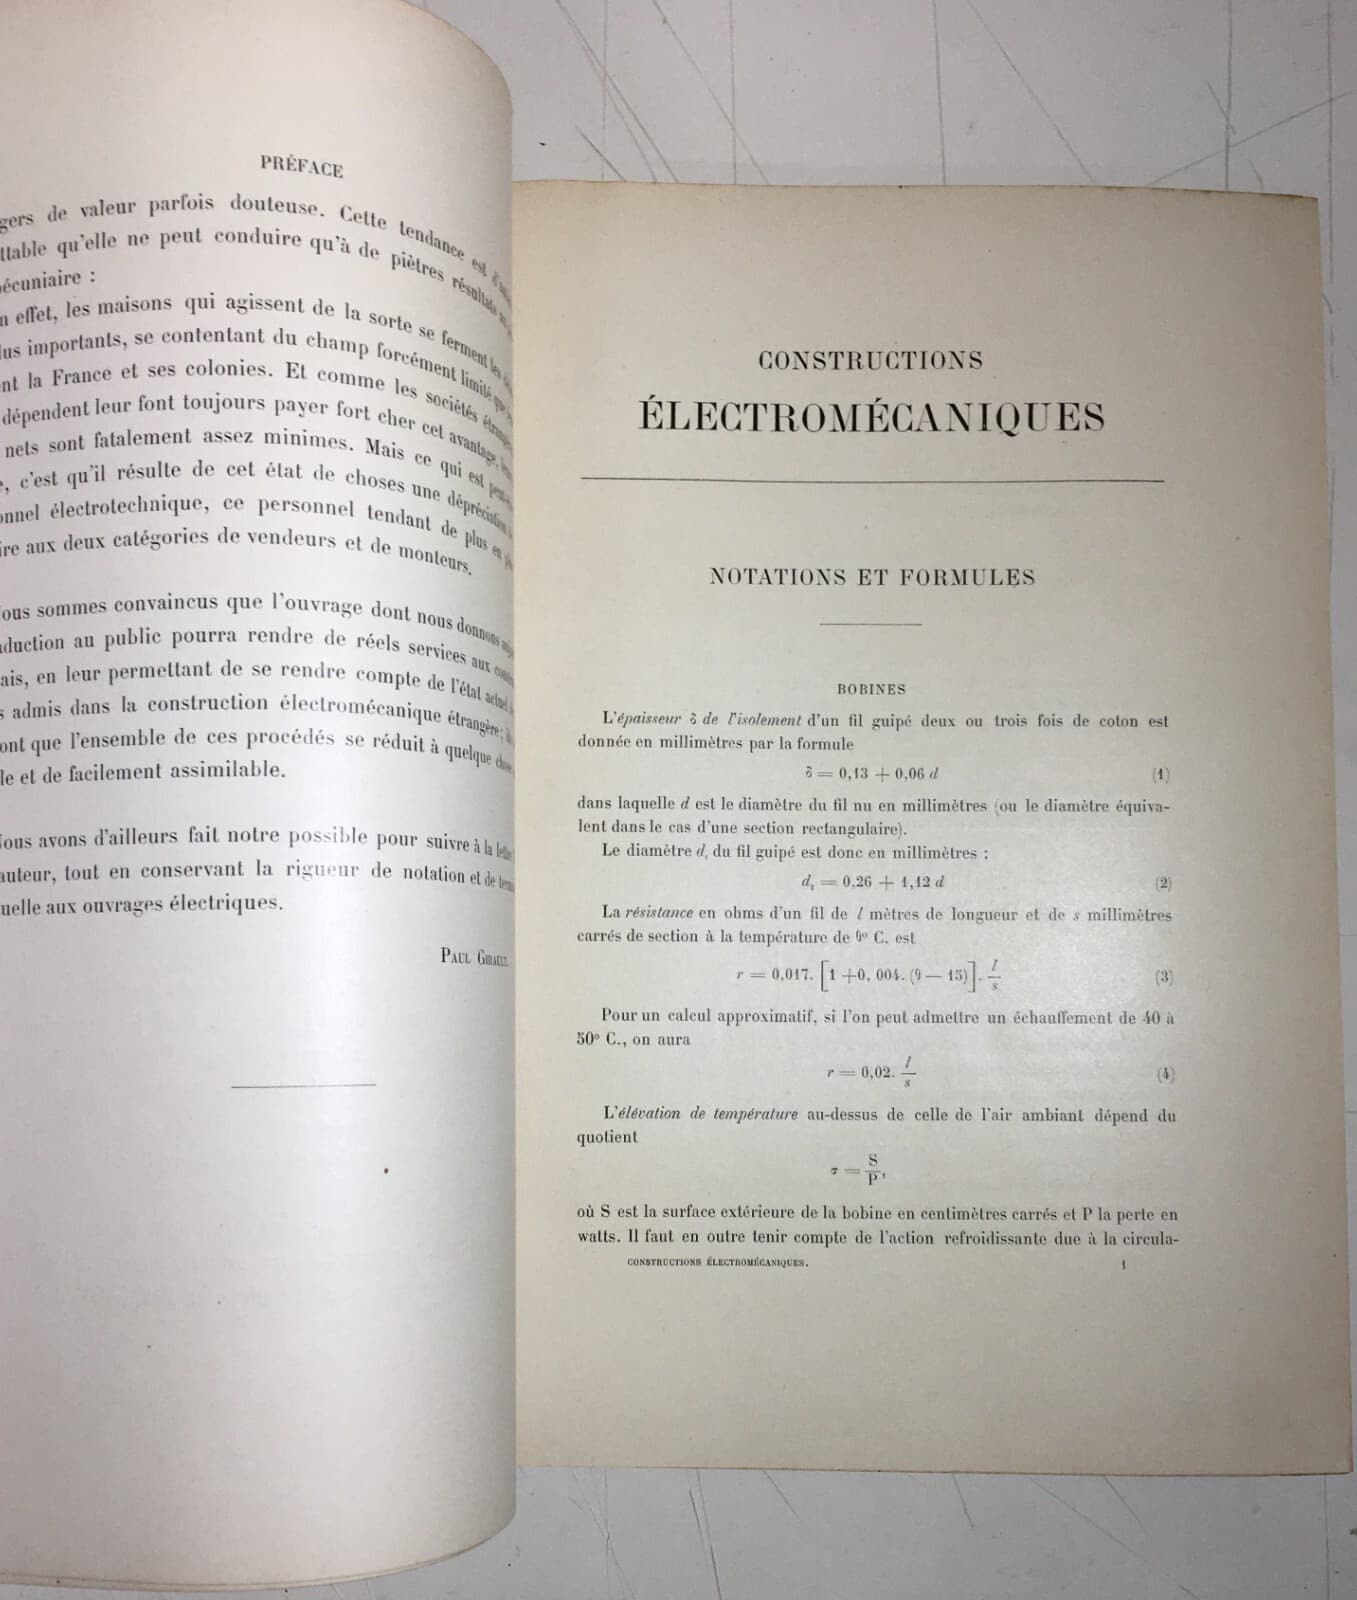 PRÉFACE
de valeur parfois douteuse. Cette tendance est
qu'elle ne peut conduire qu'à de piètres résultats
:
effet, les maisons qui agissent de la sorte se ferment les
importants, se contentant du champ forcément limité que
la France et ses colonies. Et comme les sociétés
dépendent leur font toujours payer fort cher cet avantage,
nets sont fatalement assez minimes. Mais ce qui est
c'est qu'il résulte de cet état de choses une dépréciation
électrotechnique, ce personnel tendant de plus en
aux deux catégories de vendeurs et de monteurs.
sommes convaincus que l'ouvrage dont nous donnons
au public pourra rendre de réels services aux
en leur permettant de se rendre compte de l'état actuel
admis dans la construction électromécanique étrangère;
que l'ensemble de ces procédés se réduit à quelque chose
et de facilement assimilable.
avons d'ailleurs fait notre possible pour suivre à la lettre
tout en conservant la rigueur de notation et de
aux ouvrages électriques.
PAUL GIRAULT.
CONSTRUCTIONS
ÉLECTROMÉCANIQUES
NOTATIONS ET FORMULES
BOBINES
L'épaisseur δ de l'isolement d'un fil guipé deux ou trois fois de coton est
donnée en millimètres par la formule
δ = 0,13 + 0,06 d (1)
dans laquelle d est le diamètre du fil nu en millimètres (ou le diamètre équiva-
lent dans le cas d'une section rectangulaire).
Le diamètre d₁ du fil guipé est donc en millimètres :
d₁ = 0,26 + 1,12 d (2)
La résistance en ohms d'un fil de l mètres de longueur et de s millimètres
carrés de section à la température de θ° C. est
r = 0,017. [1 + 0,004. (θ — 15)]. l/s (3)
Pour un calcul approximatif, si l'on peut admettre un échauffement de 40 à
50° C., on aura
r = 0,02. l/s (4)
L'élévation de température au-dessus de celle de l'air ambiant dépend du
quotient
σ = S/P,
où S est la surface extérieure de la bobine en centimètres carrés et P la perte en
watts. Il faut en outre tenir compte de l'action refroidissante due à la circula-
CONSTRUCTIONS ÉLECTROMÉCANIQUES. 1